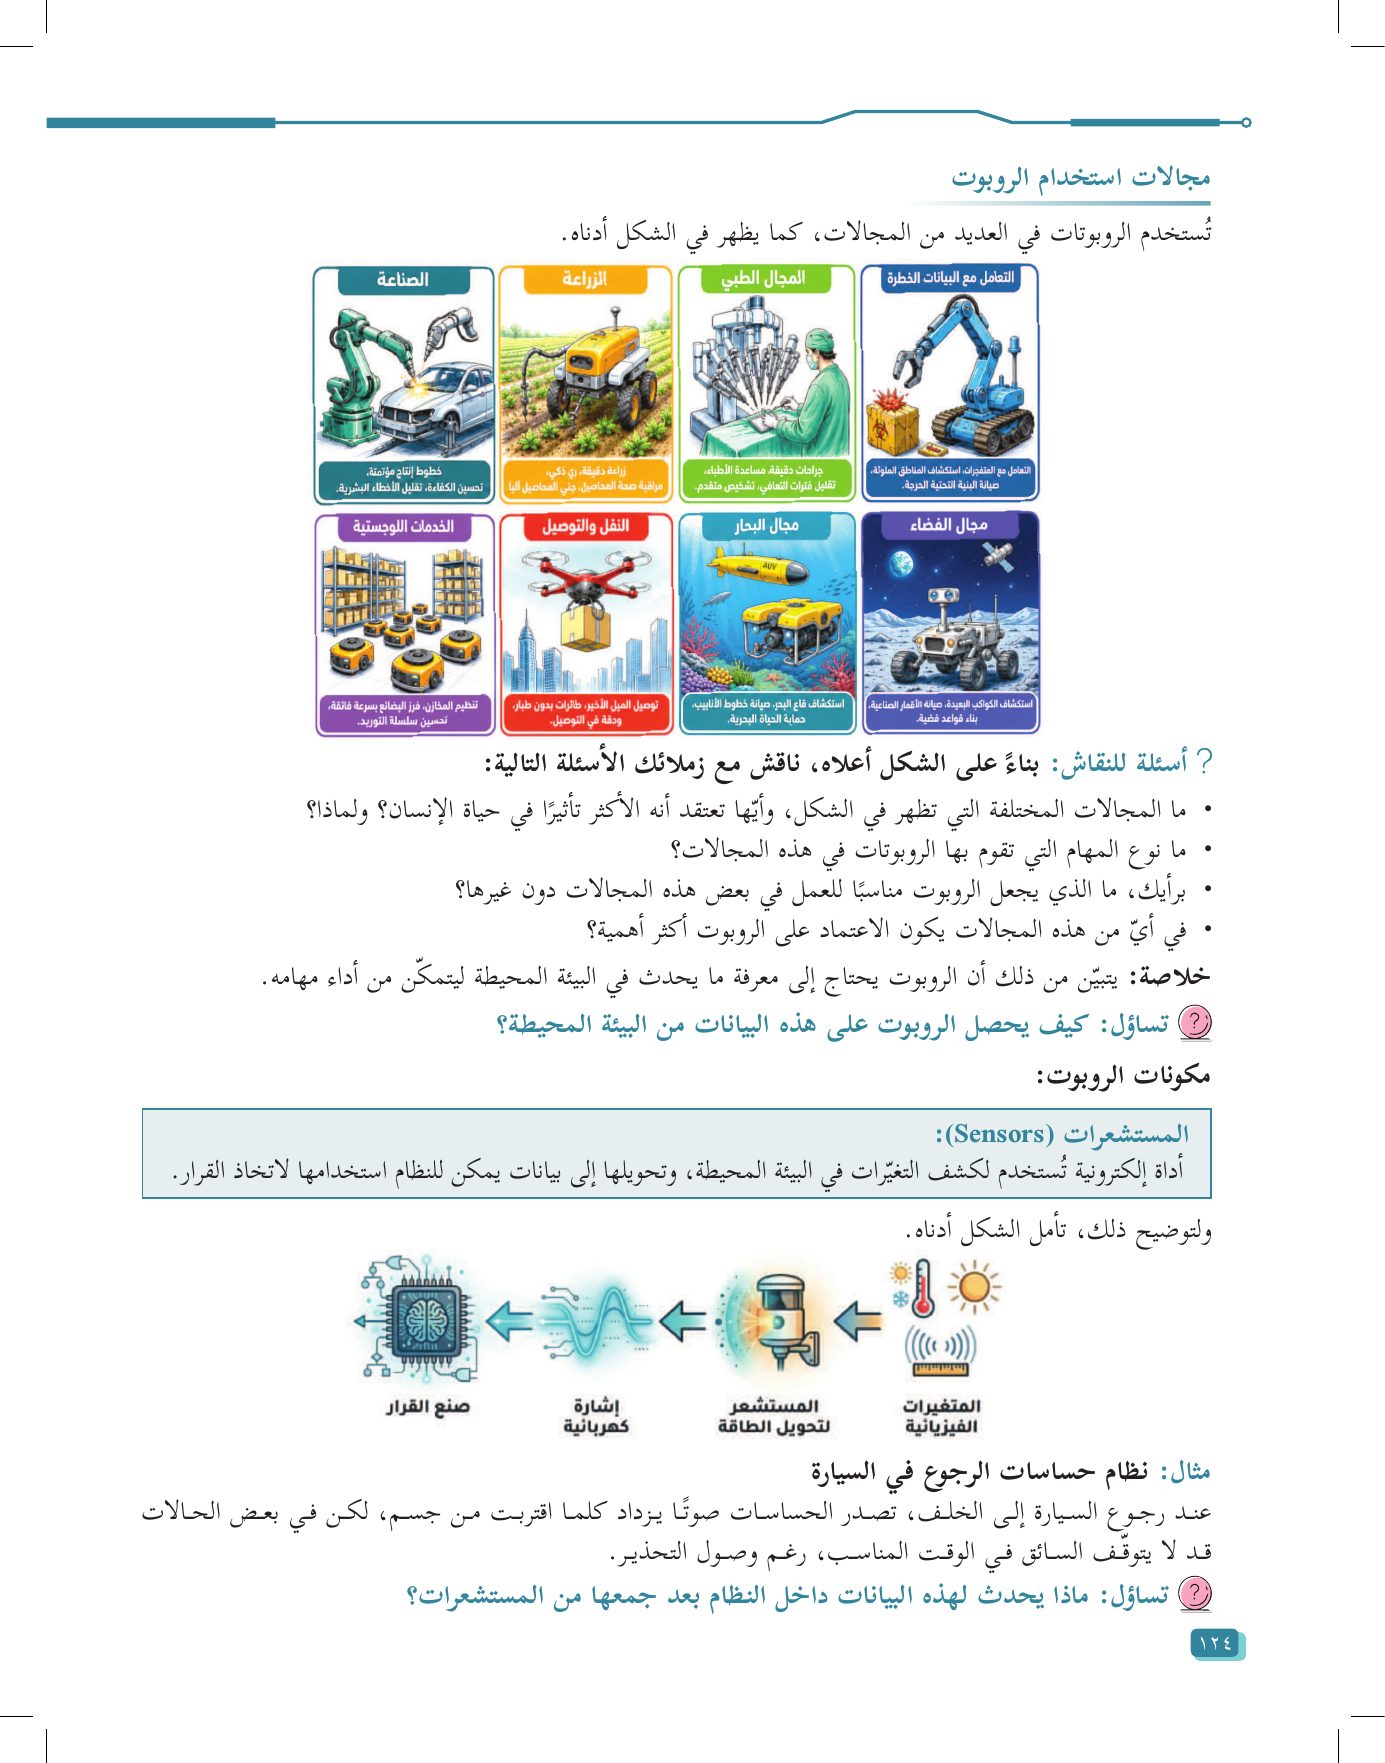 مجالات استخدام الروبوت
تُستخدم الروبوتات في العديد من المجالات، كما يظهر في الشكل أدناه.
التعامل مع البيانات الخطرة
التعامل مع المتفجرات، استكشاف المناطق الملوثة،
صيانة البنية التحتية الحرجة.
المجال الطبي
جراحات دقيقة، مساعدة الأطباء،
تقليل فترات التعافي، تشخيص متقدم.
الزراعة
زراعة دقيقة، ري ذكي،
مراقبة صحة المحاصيل، جني المحاصيل آليا
الصناعة
خطوط إنتاج مؤتمتة،
تحسين الكفاءة، تقليل الأخطاء البشرية.
مجال الفضاء
استكشاف الكواكب البعيدة، صيانة الأقمار الصناعية،
بناء قواعد فضية.
مجال البحار
AUV
استكشاف قاع البحر، صيانة خطوط الأنابيب،
حماية الحياة البحرية.
النقل والتوصيل
توصيل الميل الأخير، طائرات بدون طيار،
ودقة في التوصيل.
الخدمات اللوجستية
تنظيم المخازن، فرز البضائع بسرعة فائقة،
تحسين سلسلة التوريد.
? أسئلة للنقاش: بناءً على الشكل أعلاه، ناقش مع زملائك الأسئلة التالية:
• ما المجالات المختلفة التي تظهر في الشكل، وأيّها تعتقد أنه الأكثر تأثيرًا في حياة الإنسان؟ ولماذا؟
• ما نوع المهام التي تقوم بها الروبوتات في هذه المجالات؟
• برأيك، ما الذي يجعل الروبوت مناسبًا للعمل في بعض هذه المجالات دون غيرها؟
• في أيّ من هذه المجالات يكون الاعتماد على الروبوت أكثر أهمية؟
خلاصة: يتبيّن من ذلك أن الروبوت يحتاج إلى معرفة ما يحدث في البيئة المحيطة ليتمكّن من أداء مهامه.
? تساؤل: كيف يحصل الروبوت على هذه البيانات من البيئة المحيطة؟
مكونات الروبوت:
المستشعرات (Sensors):
أداة إلكترونية تُستخدم لكشف التغيّرات في البيئة المحيطة، وتحويلها إلى بيانات يمكن للنظام استخدامها لاتخاذ القرار.
ولتوضيح ذلك، تأمل الشكل أدناه.
المتغيرات
الفيزيائية
المستشعر
لتحويل الطاقة
إشارة
كهربائية
صنع القرار
مثال: نظام حساسات الرجوع في السيارة
عند رجوع السيارة إلى الخلف، تصدر الحساسات صوتًا يزداد كلما اقتربت من جسم، لكن في بعض الحالات
قد لا يتوقّف السائق في الوقت المناسب، رغم وصول التحذير.
? تساؤل: ماذا يحدث لهذه البيانات داخل النظام بعد جمعها من المستشعرات؟
١٢٤